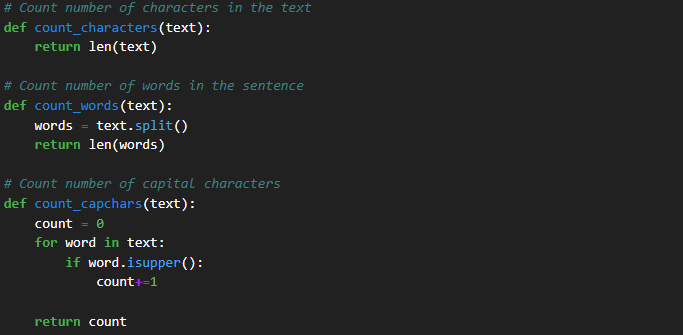 # Count number of characters in the text
def count_characters(text):
    return len(text)

# Count number of words in the sentence
def count_words(text):
    words = text.split()
    return len(words)

# Count number of capital characters
def count_capchars(text):
    count = 0
    for word in text:
        if word.isupper():
            count+=1

    return count